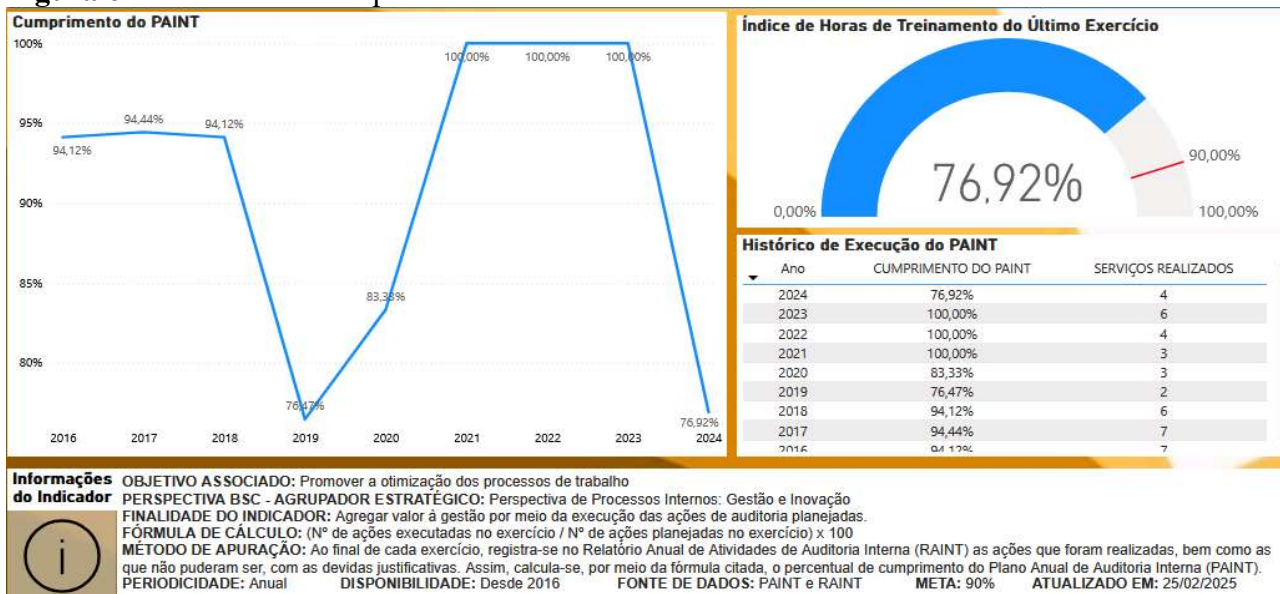 Cumprimento do PAINT
100%
95%
90%
85%
80%
94,12%
94,44%
94,12%
76,47%
83,33%
100,00%
100,00%
100,00%
76,92%
2016 2017 2018 2019 2020 2021 2022 2023 2024
Índice de Horas de Treinamento do Último Exercício
76,92%
0,00%
90,00%
100,00%
Histórico de Execução do PAINT
Ano CUMPRIMENTO DO PAINT SERVIÇOS REALIZADOS
2024 76,92% 4
2023 100,00% 6
2022 100,00% 4
2021 100,00% 3
2020 83,33% 3
2019 76,47% 2
2018 94,12% 6
2017 94,44% 7
2016 94,12% 7
Informações
do Indicador
i
OBJETIVO ASSOCIADO: Promover a otimização dos processos de trabalho
PERSPECTIVA BSC - AGRUPADOR ESTRATÉGICO: Perspectiva de Processos Internos: Gestão e Inovação
FINALIDADE DO INDICADOR: Agregar valor à gestão por meio da execução das ações de auditoria planejadas.
FÓRMULA DE CÁLCULO: (Nº de ações executadas no exercício / Nº de ações planejadas no exercício) x 100
MÉTODO DE APURAÇÃO: Ao final de cada exercício, registra-se no Relatório Anual de Atividades de Auditoria Interna (RAINT) as ações que foram realizadas, bem como as
que não puderam ser, com as devidas justificativas. Assim, calcula-se, por meio da fórmula citada, o percentual de cumprimento do Plano Anual de Auditoria Interna (PAINT).
PERIODICIDADE: Anual DISPONIBILIDADE: Desde 2016 FONTE DE DADOS: PAINT e RAINT META: 90% ATUALIZADO EM: 25/02/2025